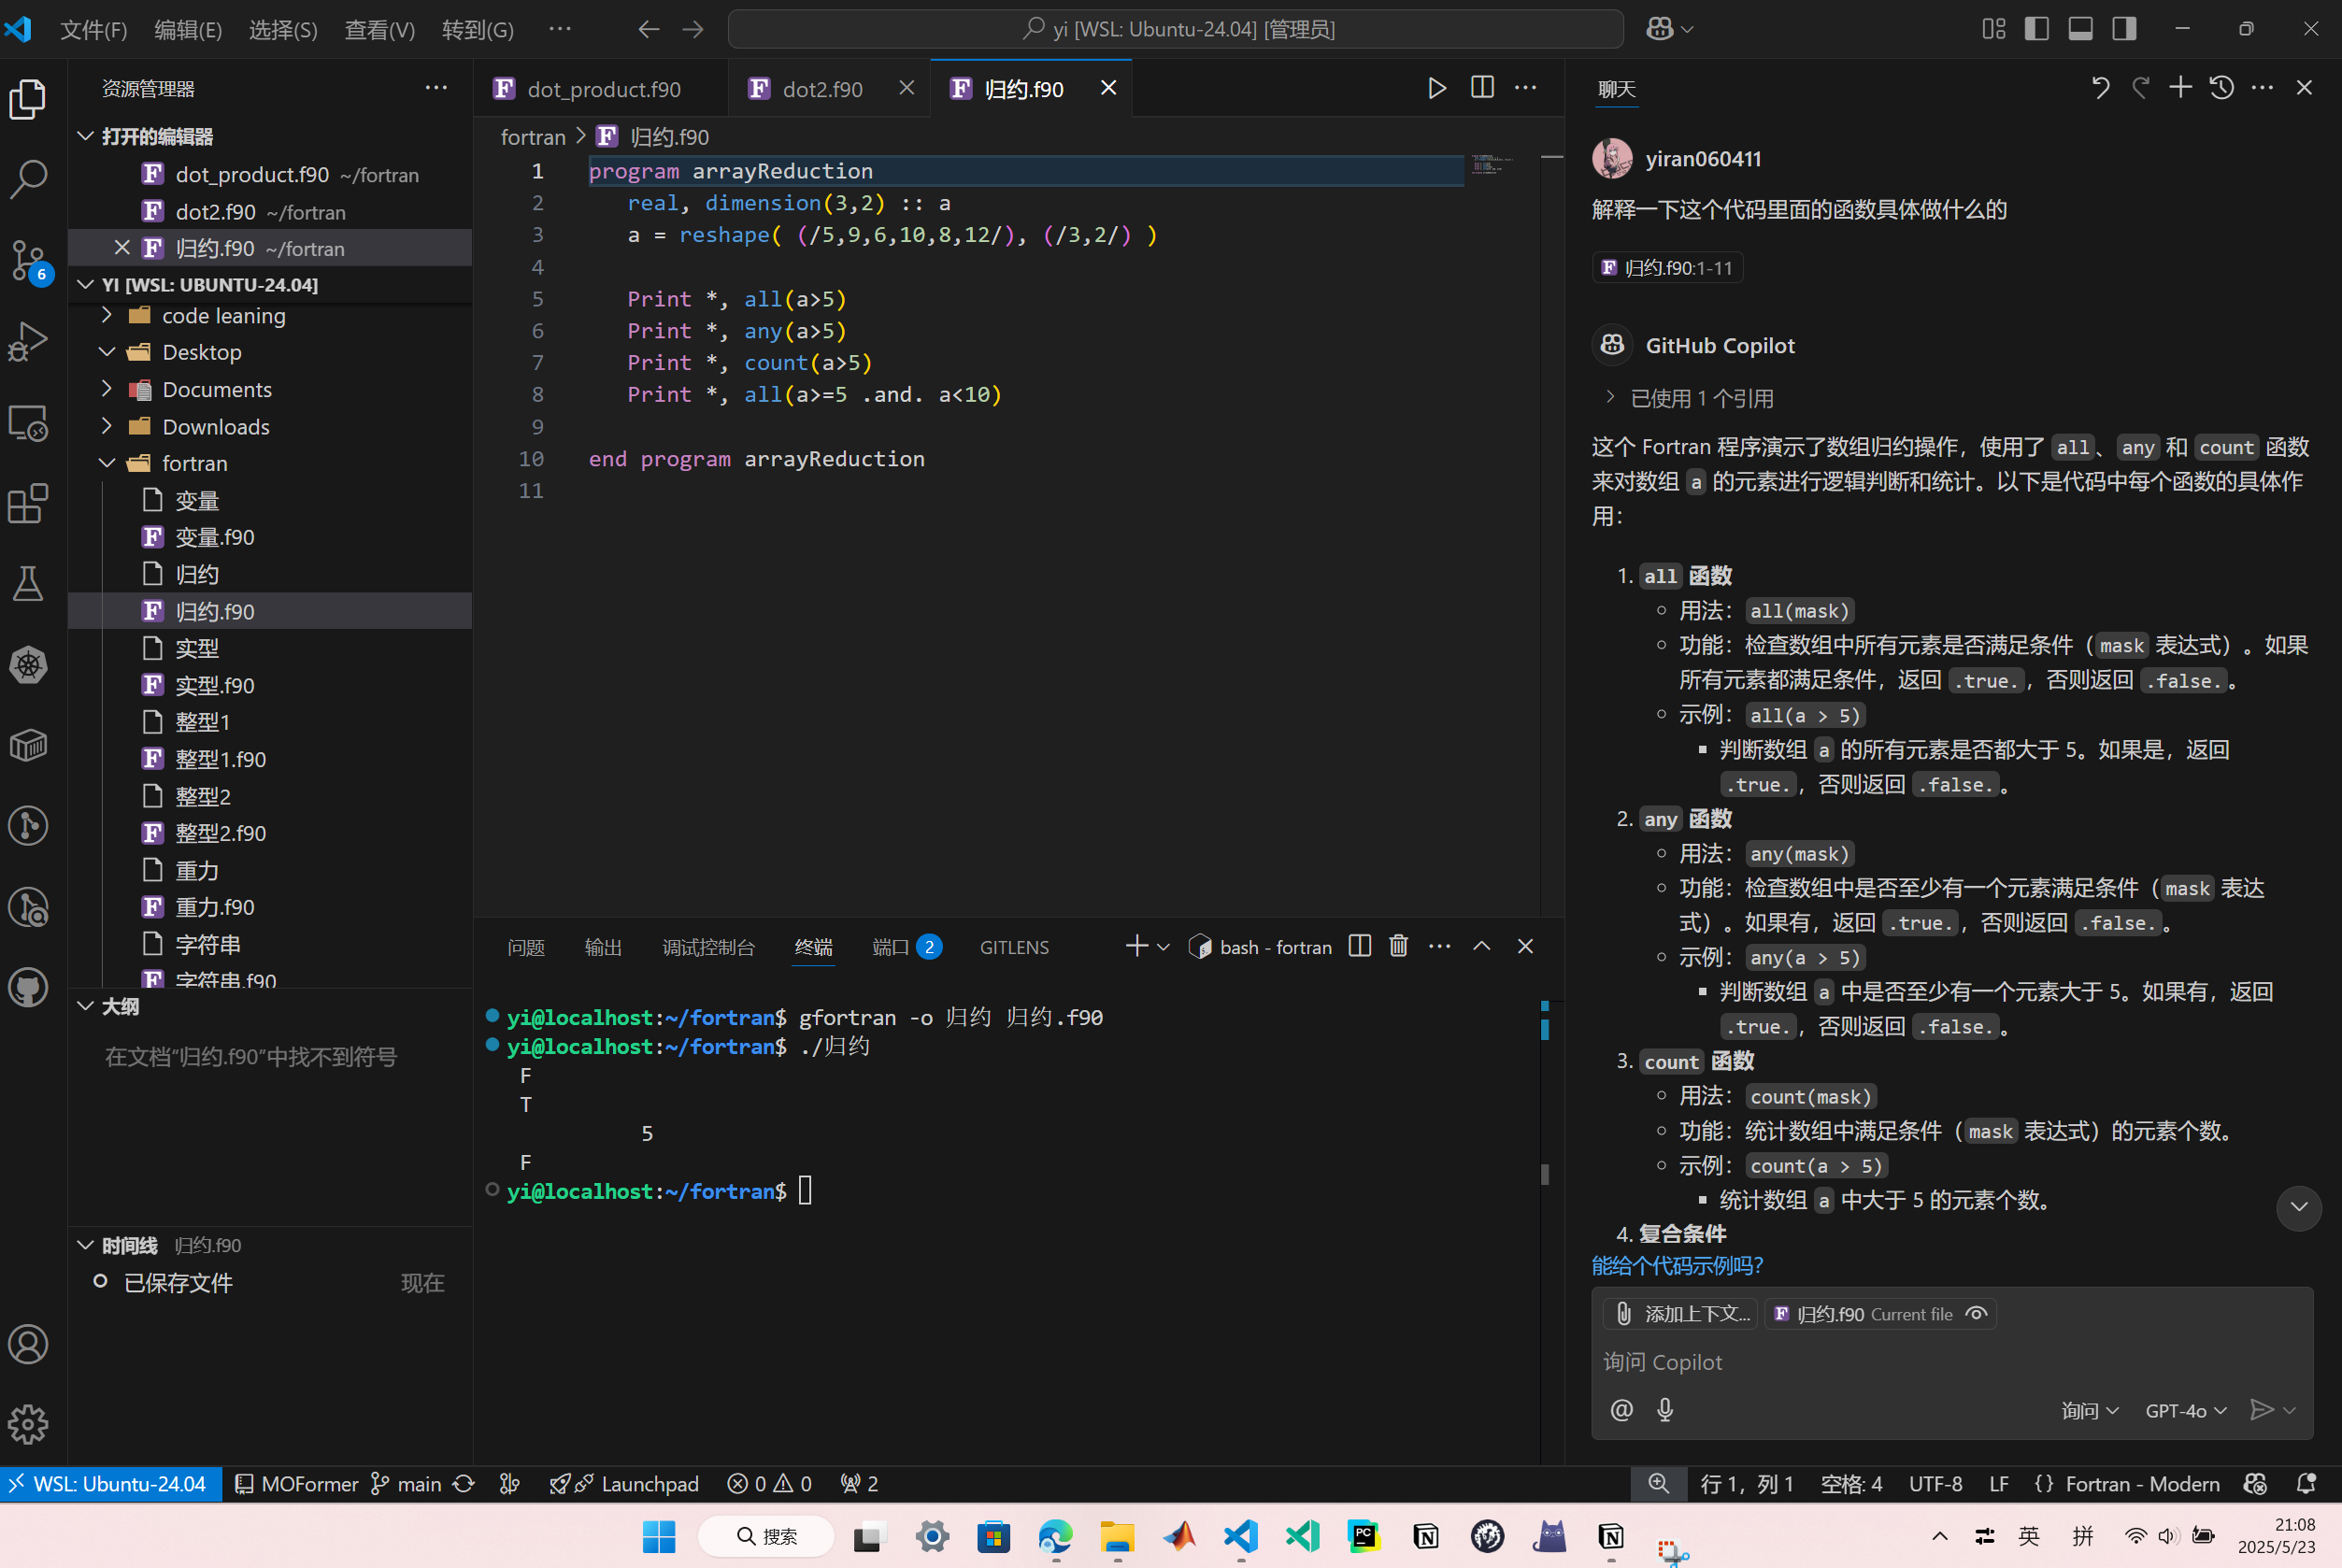 文件(F) 编辑(E) 选择(S) 查看(V) 转到(G) ··· yi [WSL: Ubuntu-24.04] [管理员]
资源管理器
打开的编辑器
dot_product.f90 ~/fortran
dot2.f90 ~/fortran
归约.f90 ~/fortran
YI [WSL: UBUNTU-24.04]
code leaning
Desktop
Documents
Downloads
fortran
变量
变量.f90
归约
归约.f90
实型
实型.f90
整型1
整型1.f90
整型2
整型2.f90
重力
重力.f90
字符串
字符串.f90
大纲
在文档“归约.f90”中找不到符号
时间线 归约.f90
已保存文件 现在
6
dot_product.f90 dot2.f90 归约.f90
fortran > 归约.f90
1 program arrayReduction
2 real, dimension(3,2) :: a
3 a = reshape( (/5,9,6,10,8,12/), (/3,2/) )
4
5 Print *, all(a>5)
6 Print *, any(a>5)
7 Print *, count(a>5)
8 Print *, all(a>=5 .and. a<10)
9
10 end program arrayReduction
11
问题 输出 调试控制台 终端 端口 2 GITLENS bash - fortran
yi@localhost:~/fortran$ gfortran -o 归约 归约.f90
yi@localhost:~/fortran$ ./归约
F
T
5
F
yi@localhost:~/fortran$
聊天
yiran060411
解释一下这个代码里面的函数具体做什么的
归约.f90:1-11
GitHub Copilot
已使用 1 个引用
这个 Fortran 程序演示了数组归约操作，使用了 all、any 和 count 函数
来对数组 a 的元素进行逻辑判断和统计。以下是代码中每个函数的具体作
用：
1. all 函数
用法：all(mask)
功能：检查数组中所有元素是否满足条件（mask 表达式）。如果
所有元素都满足条件，返回 .true.，否则返回 .false.。
示例：all(a > 5)
判断数组 a 的所有元素是否都大于 5。如果是，返回
.true.，否则返回 .false.。
2. any 函数
用法：any(mask)
功能：检查数组中是否至少有一个元素满足条件（mask 表达
式）。如果有，返回 .true.，否则返回 .false.。
示例：any(a > 5)
判断数组 a 中是否至少有一个元素大于 5。如果有，返回
.true.，否则返回 .false.。
3. count 函数
用法：count(mask)
功能：统计数组中满足条件（mask 表达式）的元素个数。
示例：count(a > 5)
统计数组 a 中大于 5 的元素个数。
4. 复合条件
能给个代码示例吗？
添加上下文... 归约.f90 Current file
询问 Copilot
@ 询问 GPT-4o
WSL: Ubuntu-24.04 MOFormer main Launchpad 0 0 2 行 1，列 1 空格: 4 UTF-8 LF {} Fortran - Modern
搜索 PC 英 拼 21:08
2025/5/23